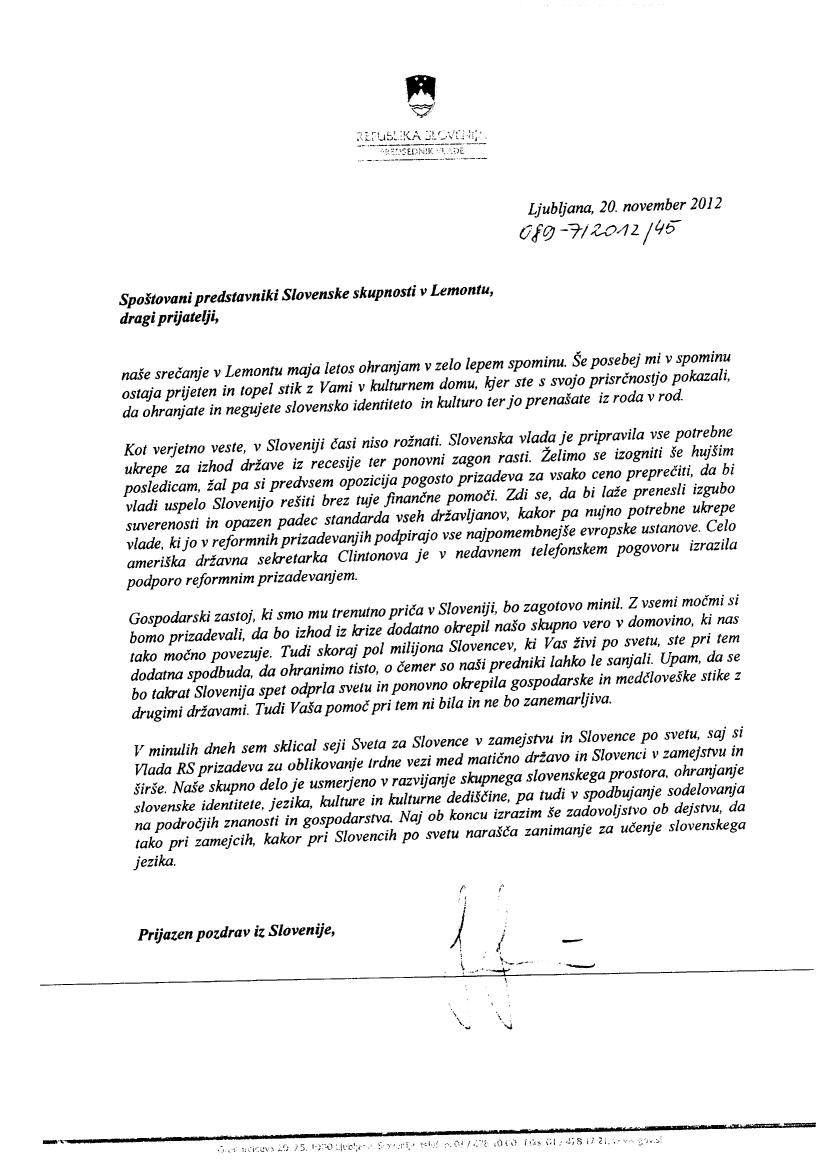 REPUBLIKA SLOVENIJA
PREDSEDNIK VLADE
Ljubljana, 20. november 2012
089-7/2012/45
Spoštovani predstavniki Slovenske skupnosti v Lemontu,
dragi prijatelji,
naše srečanje v Lemontu maja letos ohranjam v zelo lepem spominu. Še posebej mi v spominu
ostaja prijeten in topel stik z Vami v kulturnem domu, kjer ste s svojo prisrčnostjo pokazali,
da ohranjate in negujete slovensko identiteto in kulturo ter jo prenašate iz roda v rod.
Kot verjetno veste, v Sloveniji časi niso rožnati. Slovenska vlada je pripravila vse potrebne
ukrepe za izhod države iz recesije ter ponovni zagon rasti. Želimo se izogniti še hujšim
posledicam, žal pa si predvsem opozicija pogosto prizadeva za vsako ceno preprečiti, da bi
vladi uspelo Slovenijo rešiti brez tuje finančne pomoči. Zdi se, da bi laže prenesli izgubo
suverenosti in opazen padec standarda vseh državljanov, kakor pa nujno potrebne ukrepe
vlade, ki jo v reformnih prizadevanjih podpirajo vse najpomembnejše evropske ustanove. Celo
ameriška državna sekretarka Clintonova je v nedavnem telefonskem pogovoru izrazila
podporo reformnim prizadevanjem.
Gospodarski zastoj, ki smo mu trenutno priča v Sloveniji, bo zagotovo minil. Z vsemi močmi si
bomo prizadevali, da bo izhod iz krize dodatno okrepil našo skupno vero v domovino, ki nas
tako močno povezuje. Tudi skoraj pol milijona Slovencev, ki Vas živi po svetu, ste pri tem
dodatna spodbuda, da ohranimo tisto, o čemer so naši predniki lahko le sanjali. Upam, da se
bo takrat Slovenija spet odprla svetu in ponovno okrepila gospodarske in medčloveške stike z
drugimi državami. Tudi Vaša pomoč pri tem ni bila in ne bo zanemarljiva.
V minulih dneh sem sklical seji Sveta za Slovence v zamejstvu in Slovence po svetu, saj si
Vlada RS prizadeva za oblikovanje trdne vezi med matično državo in Slovenci v zamejstvu in
širše. Naše skupno delo je usmerjeno v razvijanje skupnega slovenskega prostora, ohranjanje
slovenske identitete, jezika, kulture in kulturne dediščine, pa tudi v spodbujanje sodelovanja
na področjih znanosti in gospodarstva. Naj ob koncu izrazim še zadovoljstvo ob dejstvu, da
tako pri zamejcih, kakor pri Slovencih po svetu narašča zanimanje za učenje slovenskega
jezika.
Prijazen pozdrav iz Slovenije,